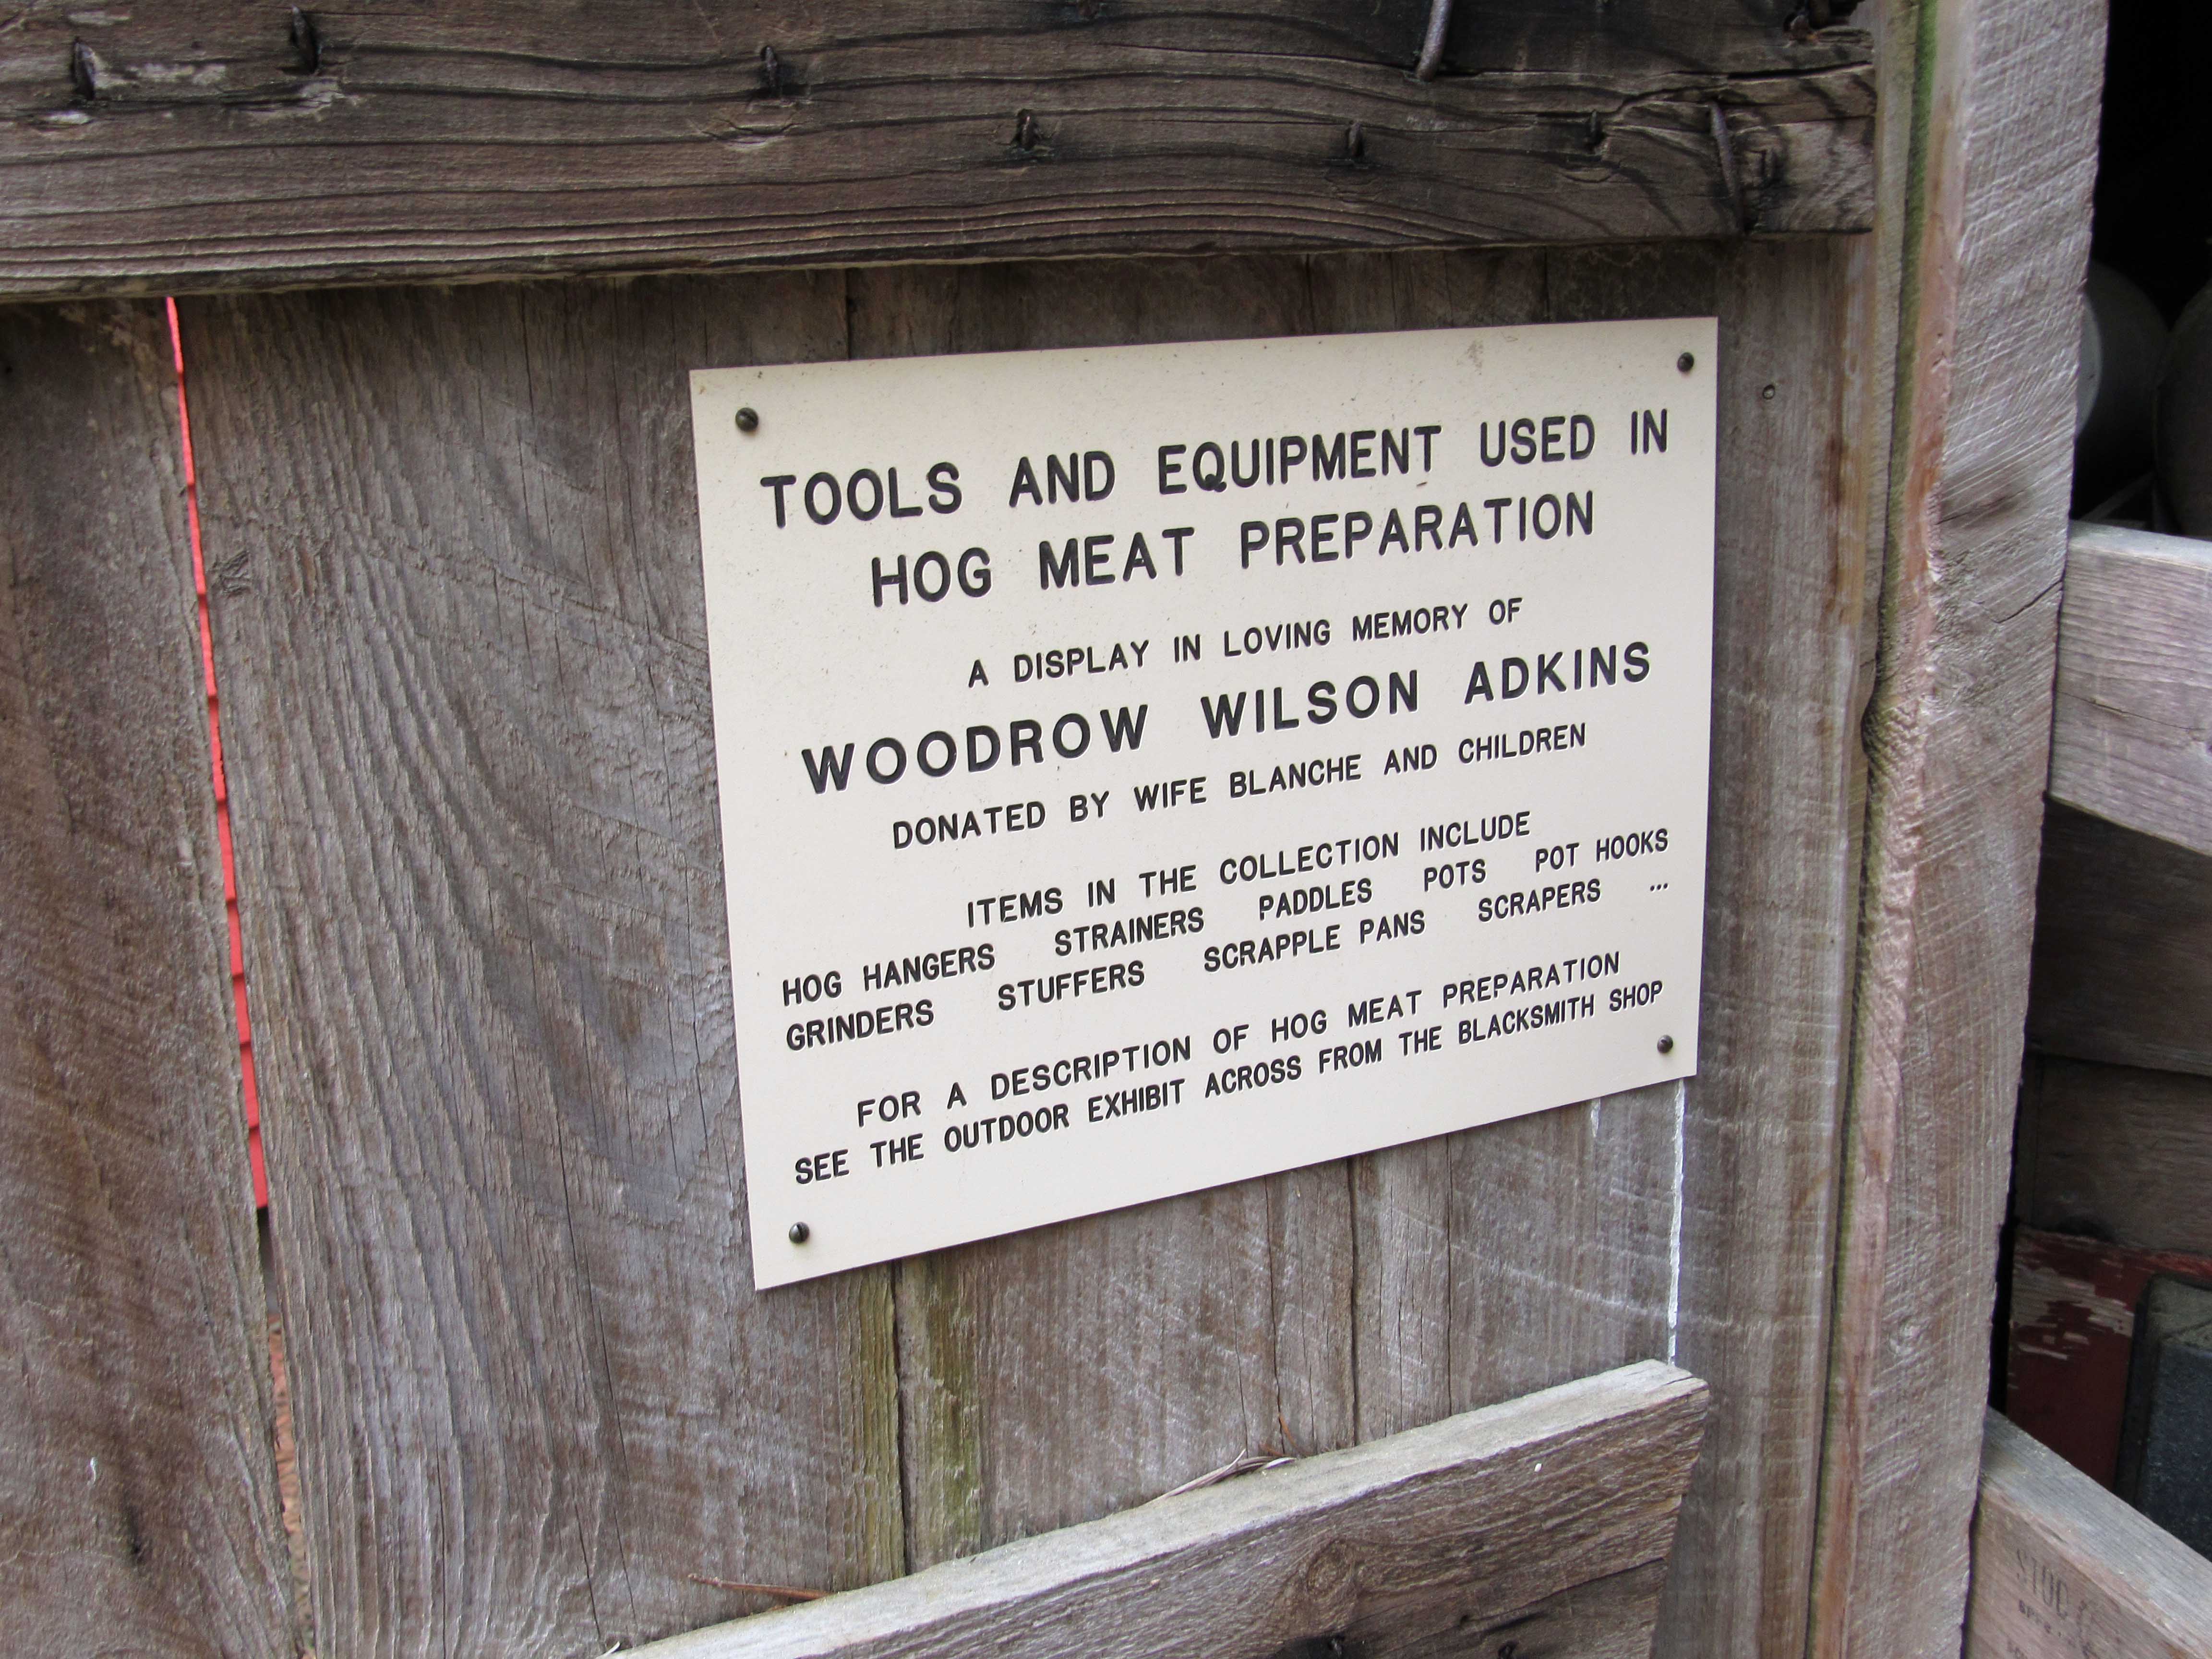 TOOLS AND EQUIPMENT USED IN
HOG MEAT PREPARATION
A DISPLAY IN LOVING MEMORY OF
WOODROW WILSON ADKINS
DONATED BY WIFE BLANCHE AND CHILDREN
ITEMS IN THE COLLECTION INCLUDE
HOG HANGERS STRAINERS PADDLES POTS POT HOOKS
GRINDERS STUFFERS SCRAPPLE PANS SCRAPERS ...
FOR A DESCRIPTION OF HOG MEAT PREPARATION
SEE THE OUTDOOR EXHIBIT ACROSS FROM THE BLACKSMITH SHOP